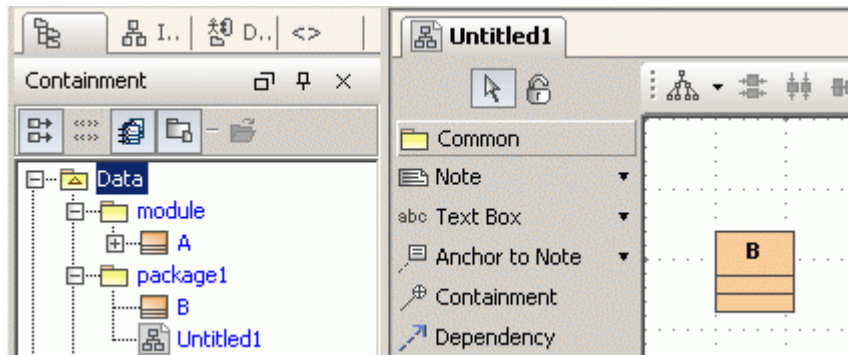 I.. D.. <>
Containment
Data
module
A
package1
B
Untitled1
Untitled1
Common
Note
abc Text Box
Anchor to Note
Containment
Dependency
B